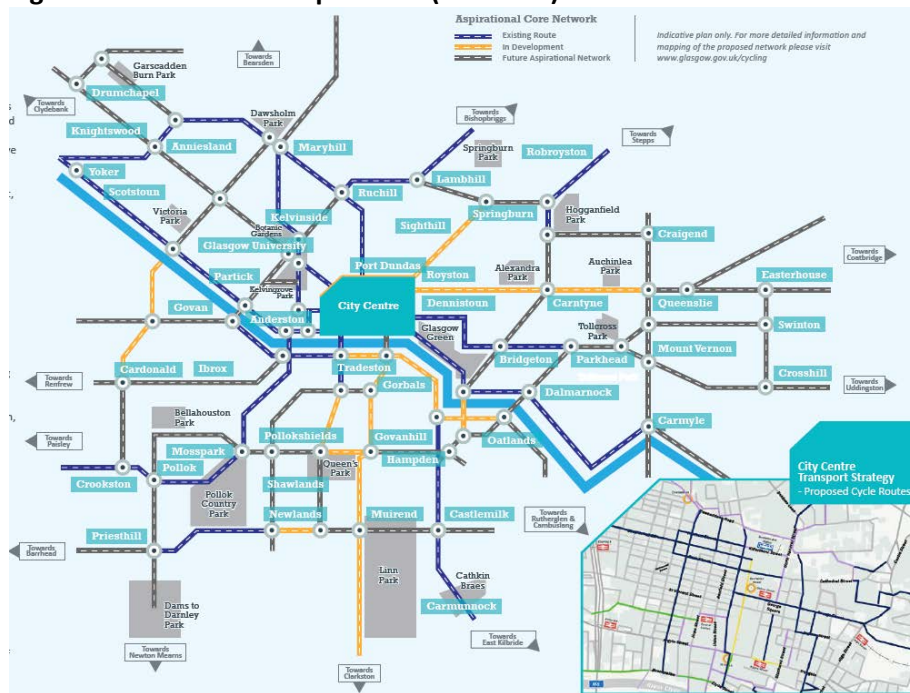 Aspirational Core Network
Existing Route
In Development
Future Aspirational Network
Indicative plan only. For more detailed information and
mapping of the proposed network please visit
www.glasgow.gov.uk/cycling
Towards
Bearsden
Garscadden
Burn Park
Drumchapel
Towards
Clydebank
Dawsholm
Park
Towards
Bishopbriggs
Towards
Stepps
Knightswood
Anniesland
Maryhill
Springburn
Park
Robroyston
Yoker
Lambhill
Scotstoun
Ruchill
Springburn
Hogganfield
Park
Victoria
Park
Kelvinside
Sighthill
Botanic
Gardens
Craigend
Glasgow University
Port Dundas
Royston
Alexandra
Park
Auchinlea
Park
Towards
Coatbridge
Partick
Kelvingrove
Park
City Centre
Dennistoun
Carntyne
Queenslie
Easterhouse
Govan
Anderston
Glasgow
Green
Tollcross
Park
Swinton
Bridgeton
Parkhead
Mount Vernon
Cardonald
Ibrox
Tradeston
Gorbals
Dalmarnock
Crosshill
Towards
Renfrew
Towards
Uddingston
Bellahouston
Park
Carmyle
Towards
Paisley
Mosspark
Pollokshields
Govanhill
Oatlands
Pollok
Queen's
Park
Hampden
Crookston
Pollok
Country
Park
Shawlands
City Centre
Transport Strategy
- Proposed Cycle Routes
Newlands
Muirend
Castlemilk
Towards
Rutherglen &
Cambuslang
Priesthill
Towards
Barrhead
Linn
Park
Cathkin
Braes
Carmunnock
Dams to
Darnley
Park
Towards
East Kilbride
Towards
Newton Mearns
Towards
Clarkston